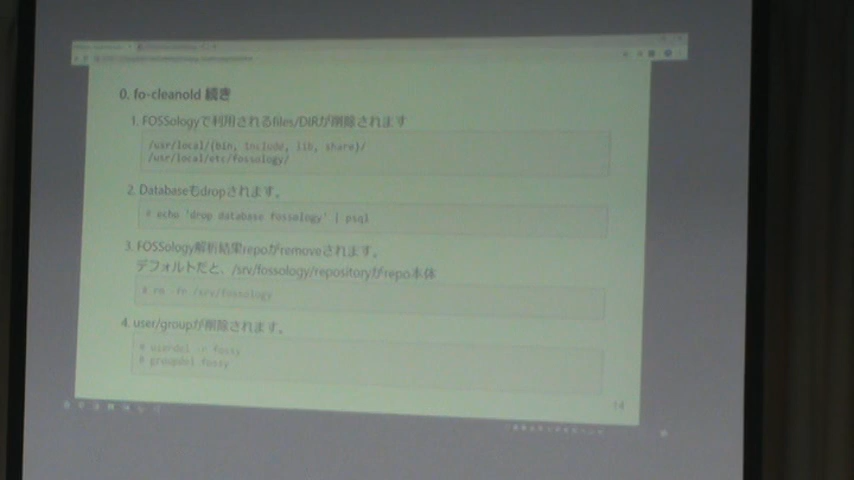 0. fo-cleanold 続き
1. FOSSologyで利用されるfiles/DIRが削除されます
/usr/local/{bin, include, lib, share}/
/usr/local/etc/fossology/
2. Databaseもdropされます。
# echo 'drop database fossology' | psql
3. FOSSology解析結果repoがremoveされます。
デフォルトだと、/srv/fossology/repositoryがrepo本体
# rm -fr /srv/fossology
4. user/groupが削除されます。
# userdel -r fossy
# groupdel fossy
14